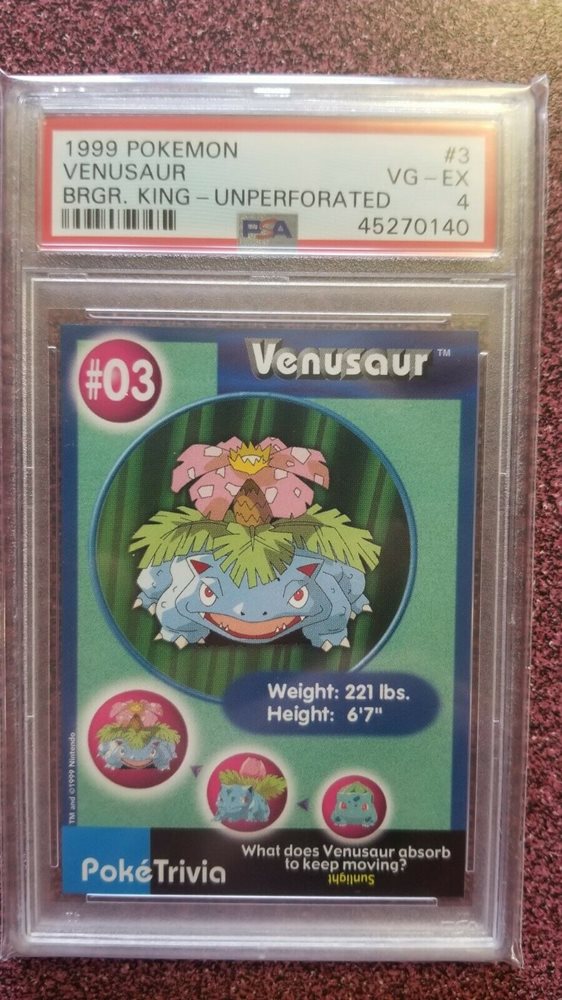 1999 POKEMON #3
VENUSAUR VG-EX
BRGR. KING-UNPERFORATED 4
PSA 45270140
#03
Venusaur™
Weight: 221 lbs.
Height: 6'7"
TM and ©1999 Nintendo
PokéTrivia
What does Venusaur absorb
to keep moving?
Sunlight